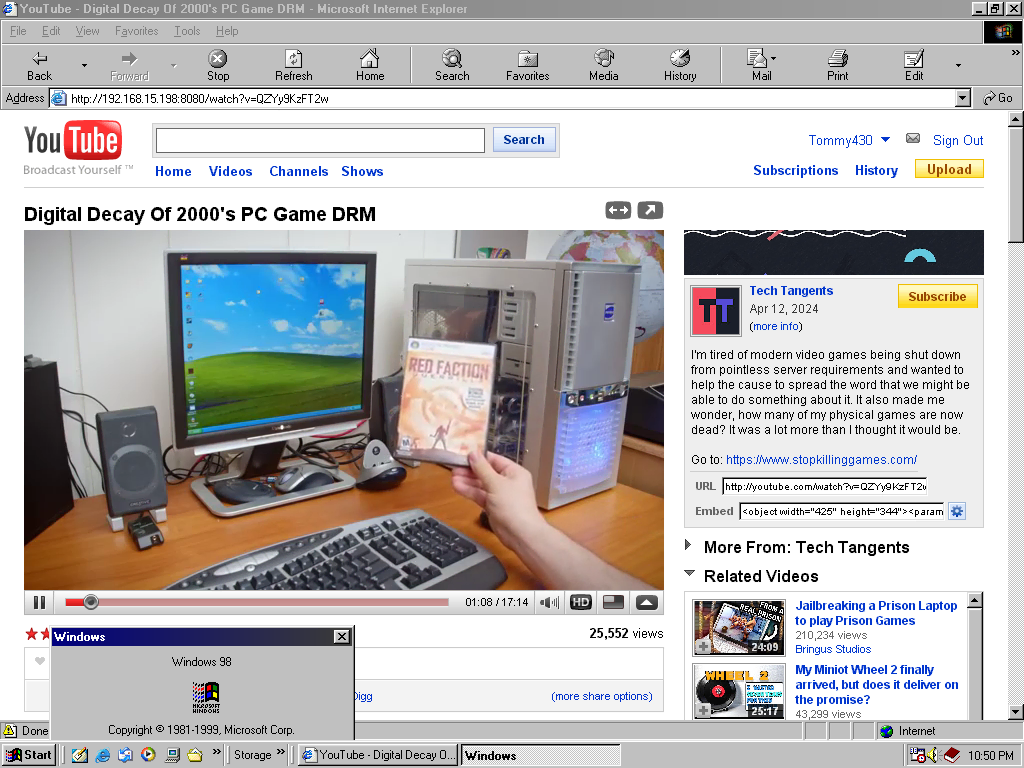 YouTube - Digital Decay Of 2000's PC Game DRM - Microsoft Internet Explorer
File Edit View Favorites Tools Help
Back Forward Stop Refresh Home Search Favorites Media History Mail Print Edit
Address http://192.168.15.198:8080/watch?v=QZYy9KzFT2w Go
YouTube
Broadcast Yourself ™
Search
Tommy430 Sign Out
Home Videos Channels Shows
Subscriptions History Upload
Digital Decay Of 2000's PC Game DRM
RED FACTION
TT
Tech Tangents
Apr 12, 2024
(more info)
Subscribe
I'm tired of modern video games being shut down
from pointless server requirements and wanted to
help the cause to spread the word that we might be
able to do something about it. It also made me
wonder, how many of my physical games are now
dead? It was a lot more than I thought it would be.
Go to: https://www.stopkillinggames.com/
URL http://youtube.com/watch?v=QZYy9KzFT2w
Embed <object width="425" height="344"><param
More From: Tech Tangents
Related Videos
01:08 / 17:14 HD
25,552 views
Digg
(more share options)
FROM A
REAL PRISON
24:09
Jailbreaking a Prison Laptop
to play Prison Games
210,234 views
Bringus Studios
WHEEL 2
25:17
My Miniot Wheel 2 finally
arrived, but does it deliver on
the promise?
43,299 views
Windows
Windows 98
MICROSOFT
WINDOWS
Copyright © 1981-1999, Microsoft Corp.
Done Internet
Start Storage YouTube - Digital Decay O... Windows 10:50 PM